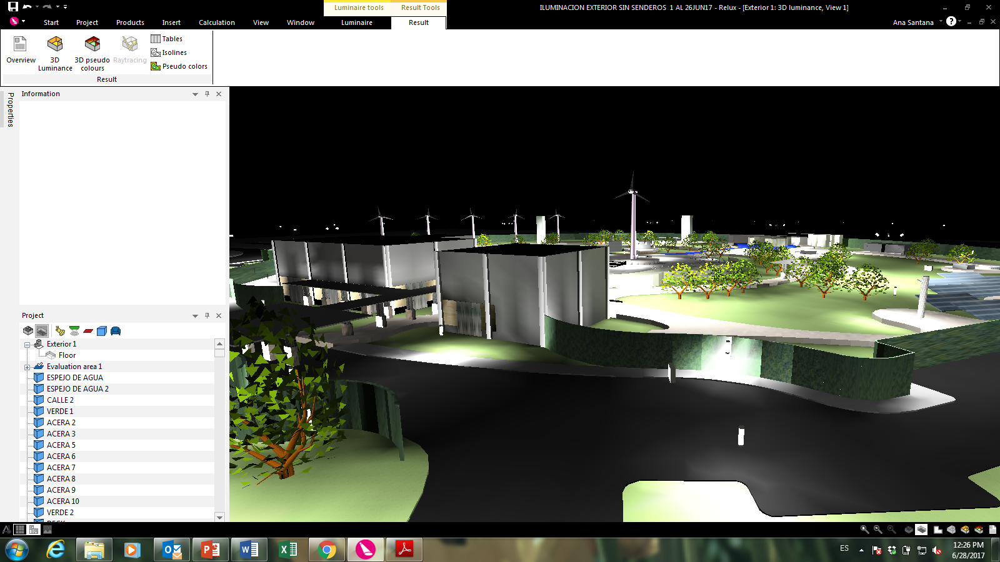 Luminaire tools
Result Tools
ILUMINACION EXTERIOR SIN SENDEROS 1 AL 26JUN17 - Relux - [Exterior 1: 3D luminance, View 1]
Start
Project
Products
Insert
Calculation
View
Window
Luminaire
Result
Ana Santana
?
Overview
3D
Luminance
3D pseudo
colours
Raytracing
Tables
Isolines
Pseudo colors
Result
Properties
Information
Project
Exterior 1
Floor
Evaluation area 1
ESPEJO DE AGUA
ESPEJO DE AGUA 2
CALLE 2
VERDE 1
ACERA 2
ACERA 3
ACERA 5
ACERA 6
ACERA 7
ACERA 8
ACERA 9
ACERA 10
VERDE 2
ES
12:26 PM
6/28/2017